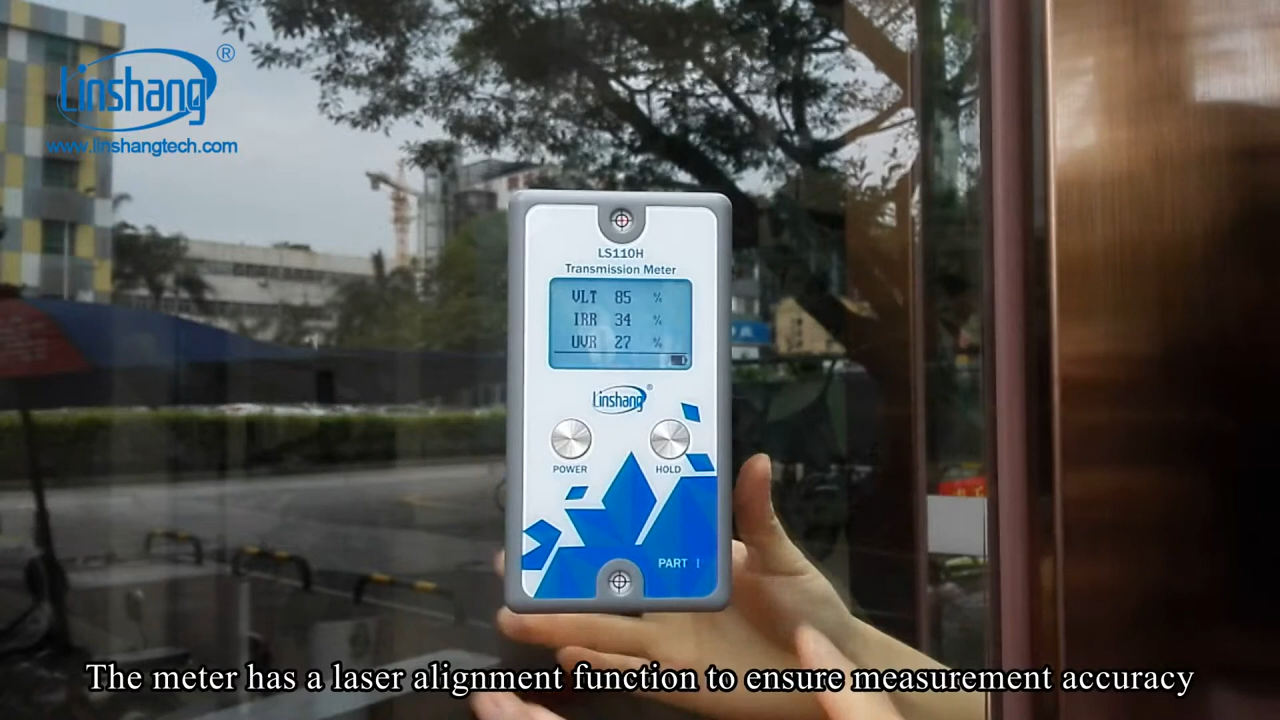 Linshang®
www.linshangtech.com
LS110H
Transmission Meter
VLT 85 %
IRR 34 %
UVR 27 %
Linshang®
POWER
HOLD
PART I
The meter has a laser alignment function to ensure measurement accuracy